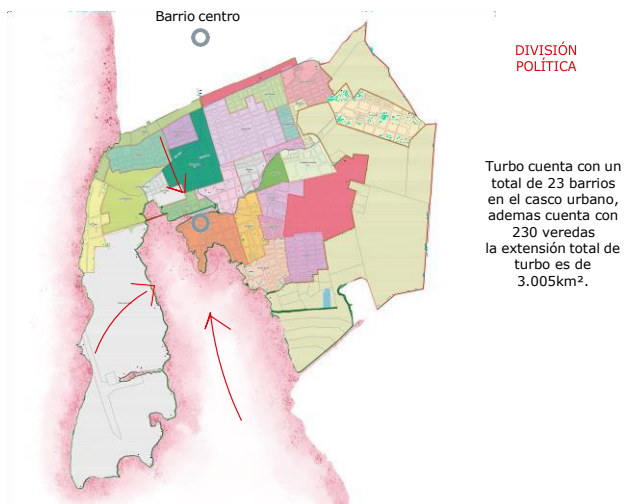 Barrio centro
DIVISIÓN
POLÍTICA
Turbo cuenta con un
total de 23 barrios
en el casco urbano,
ademas cuenta con
230 veredas
la extensión total de
turbo es de
3.005km².